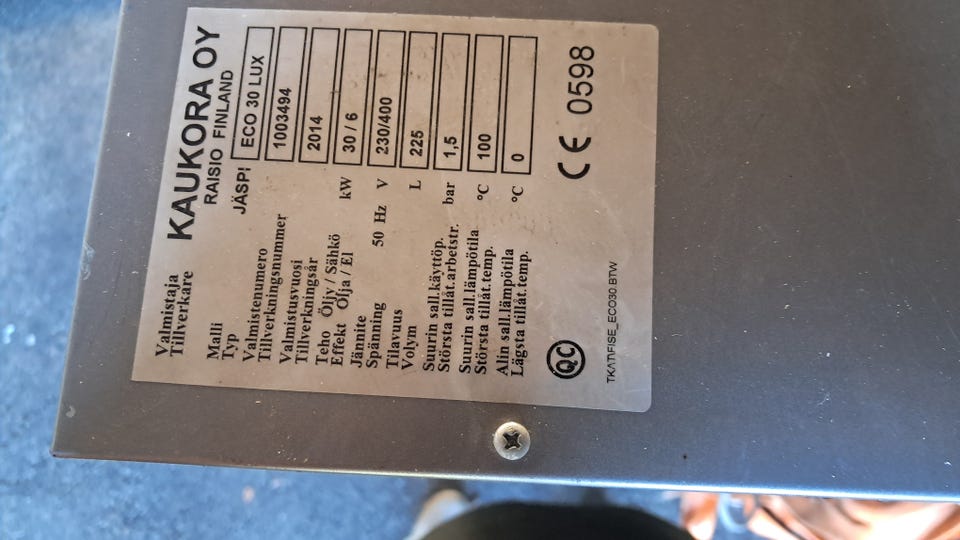 Valmistaja KAUKORA OY
Tillverkare RAISIO FINLAND
JÄSPI
Malli ECO 30 LUX
Typ
Valmistenumero 1003494
Tillverkningsnummer
Valmistusvuosi 2014
Tillverkningsår
Teho Öljy / Sähkö kW 30 / 6
Effekt Olja / El
Jännite 50 Hz V 230/400
Spänning
Tilavuus L 225
Volym
Suurin sall.käyttöp. bar 1,5
Största tillåt.arbetstr.
Suurin sall.lämpötila °C 100
Största tillåt.temp.
Alin sall.lämpötila °C 0
Lägsta tillåt.temp.
QC CE 0598
TKAT\FISE_ECO30.BTW